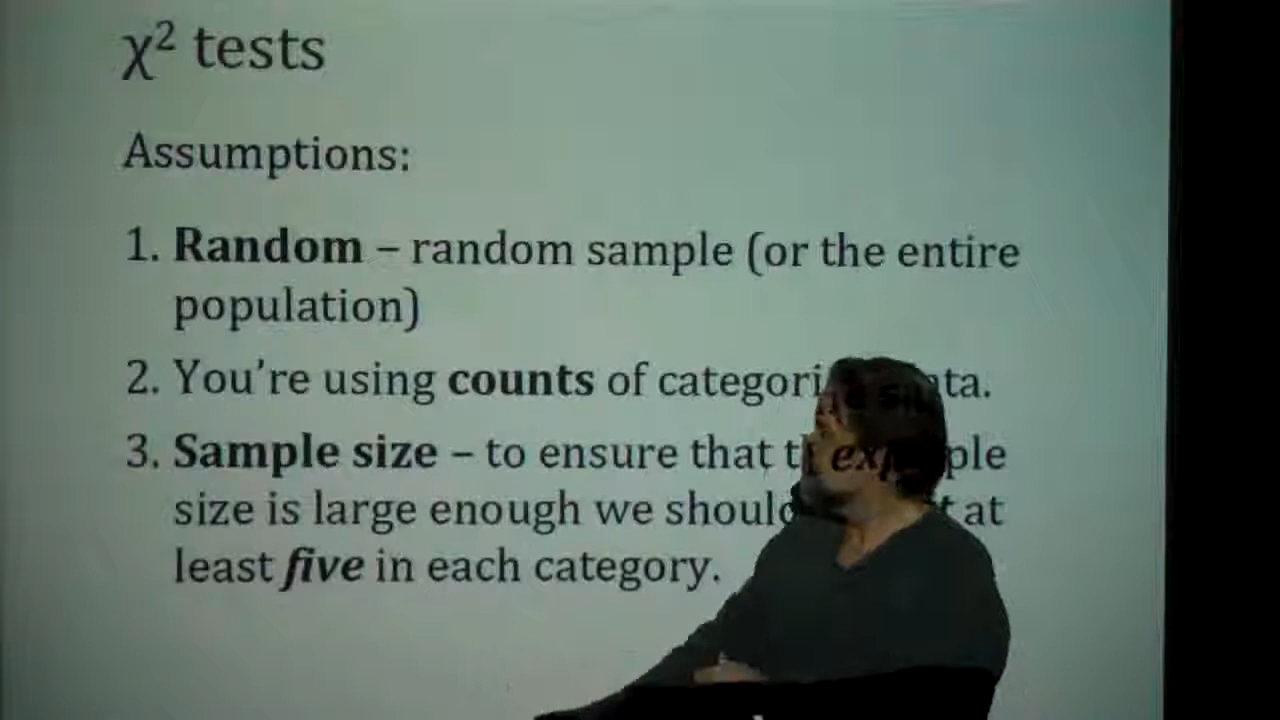 χ² tests
Assumptions:
1. Random – random sample (or the entire
population)
2. You're using counts of
3. Sample size – to ensure that
size is large enough we should at
least five in each category.